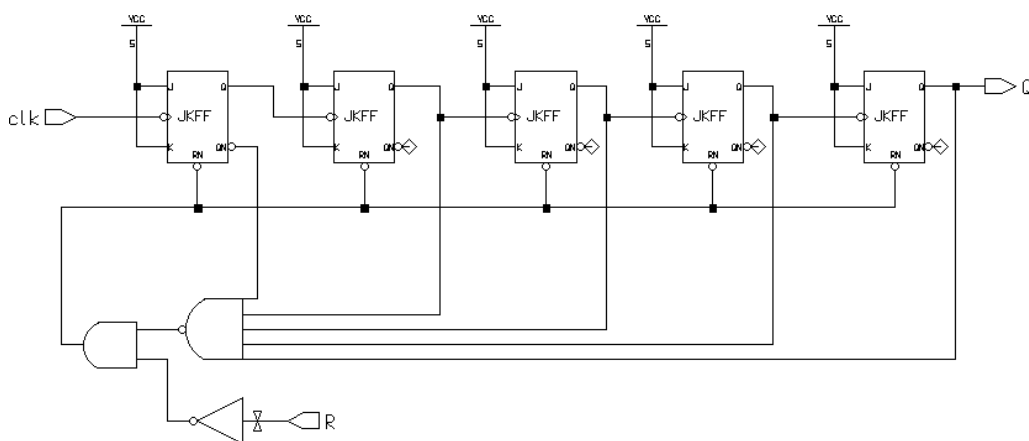 VCC VCC VCC VCC VCC
5 5 5 5 5
J Q J Q J Q J Q J Q Q
clk JKFF JKFF JKFF JKFF JKFF
K QN K QN K QN K QN K QN
RN RN RN RN RN
R